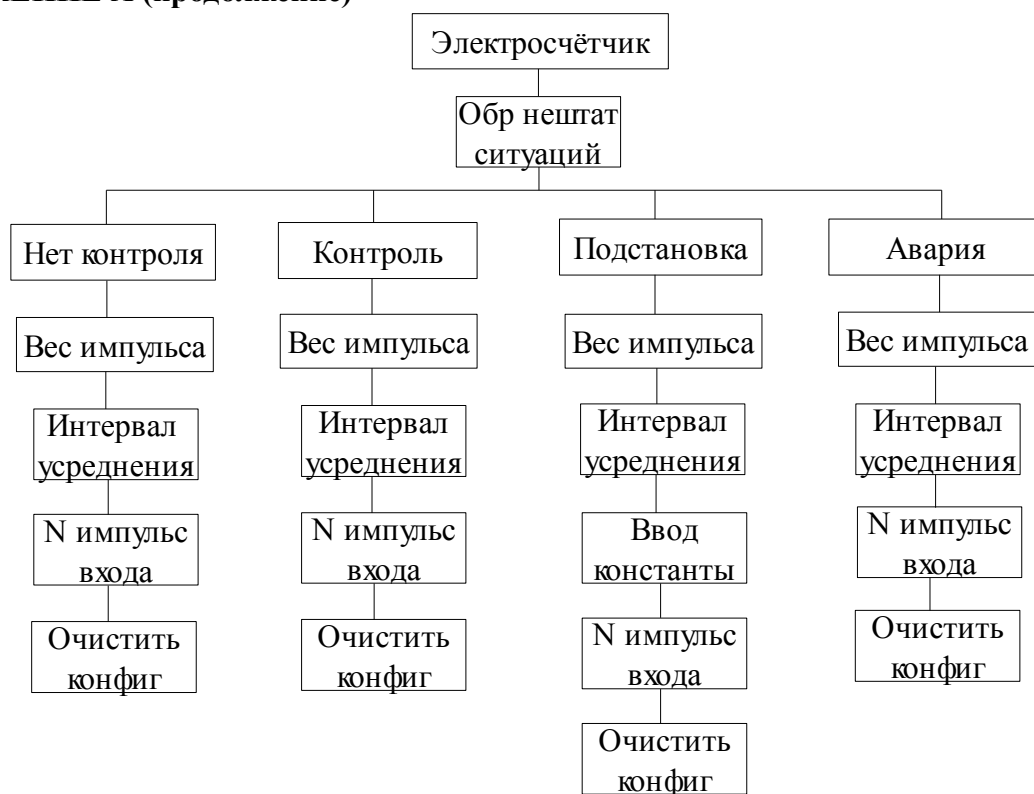 (продолжение)
Электросчётчик
Обр нештат
ситуаций
Нет контроля
Контроль
Подстановка
Авария
Вес импульса
Вес импульса
Вес импульса
Вес импульса
Интервал
усреднения
Интервал
усреднения
Интервал
усреднения
Интервал
усреднения
N импульс
входа
N импульс
входа
Ввод
константы
N импульс
входа
Очистить
конфиг
Очистить
конфиг
N импульс
входа
Очистить
конфиг
Очистить
конфиг